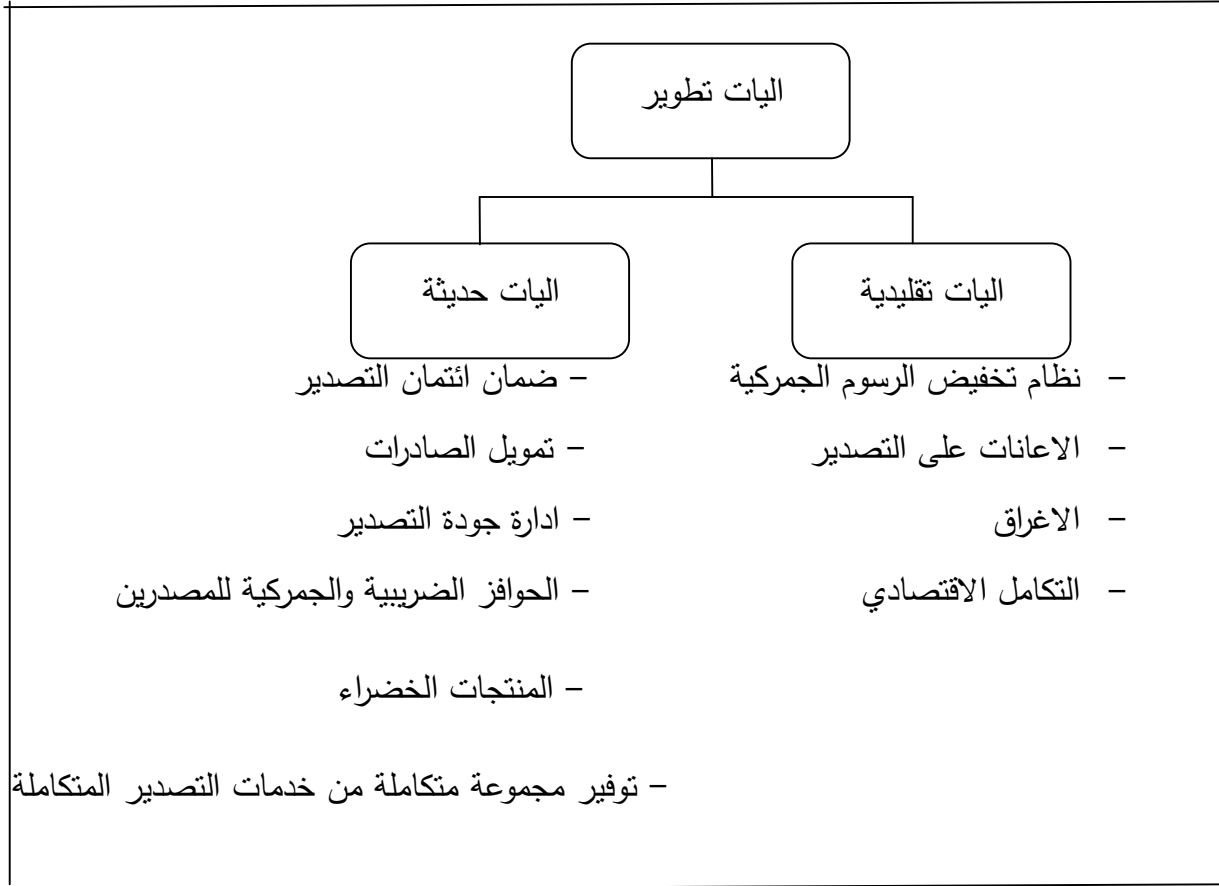 اليات تطوير
اليات تقليدية
اليات حديثة
- نظام تخفيض الرسوم الجمركية
- الاعانات على التصدير
- الاغراق
- التكامل الاقتصادي
- ضمان ائتمان التصدير
- تمويل الصادرات
- ادارة جودة التصدير
- الحوافز الضريبية والجمركية للمصدرين
- المنتجات الخضراء
- توفير مجموعة متكاملة من خدمات التصدير المتكاملة